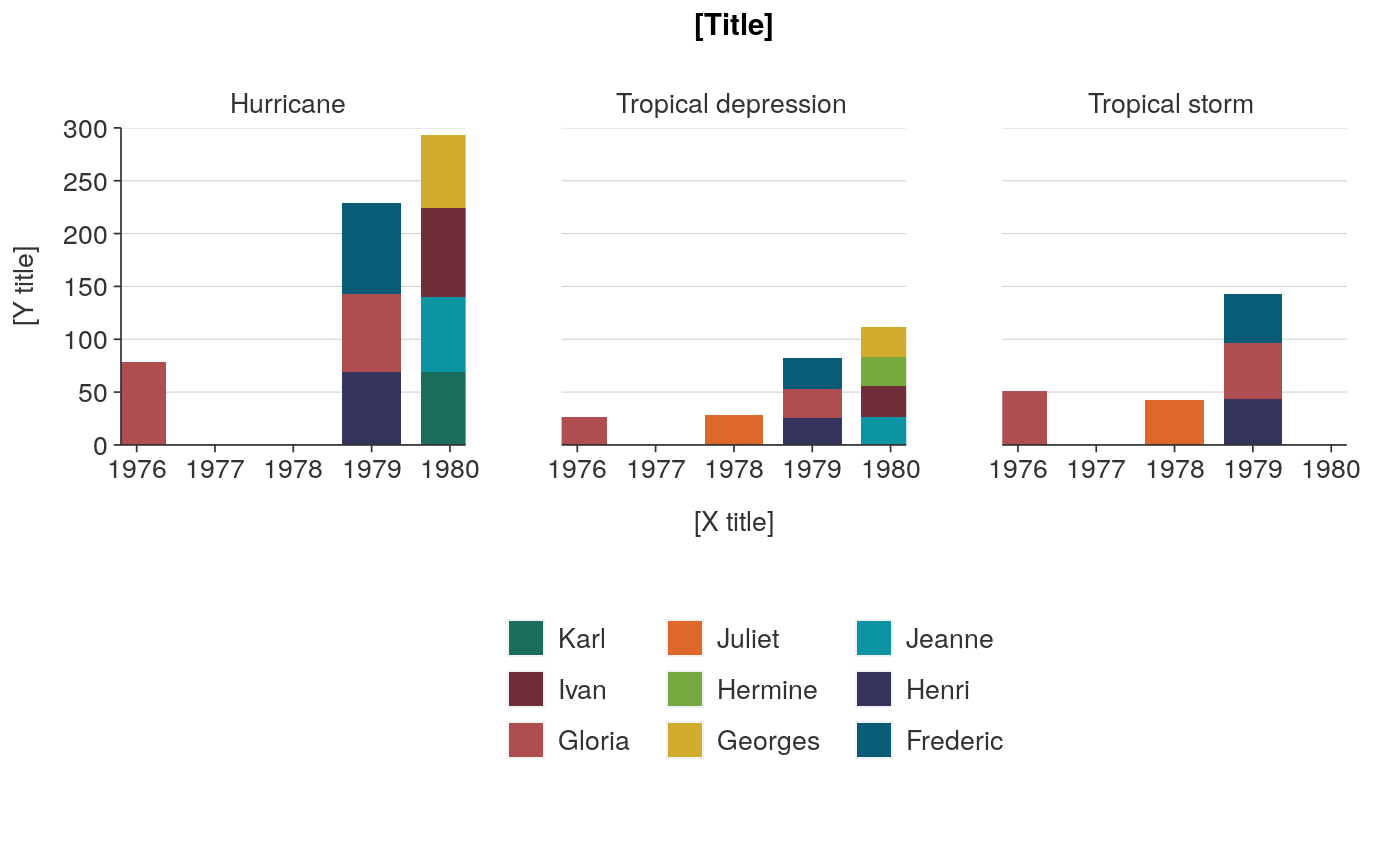 [Title]
Hurricane
Tropical depression
Tropical storm
[Y title]
300
250
200
150
100
50
0
1976 1977 1978 1979 1980
1976 1977 1978 1979 1980
1976 1977 1978 1979 1980
[X title]
Karl Juliet Jeanne
Ivan Hermine Henri
Gloria Georges Frederic